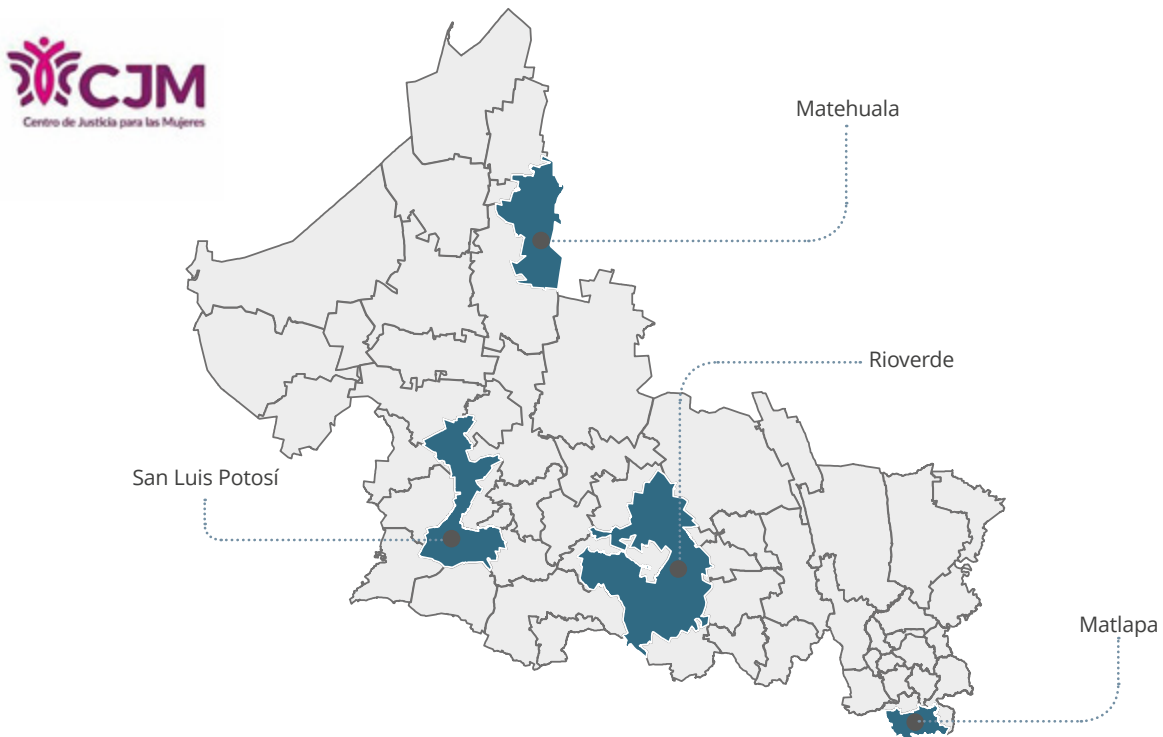 CJM
Centro de Justicia para las Mujeres
Matehuala
Rioverde
San Luis Potosí
Matlapa